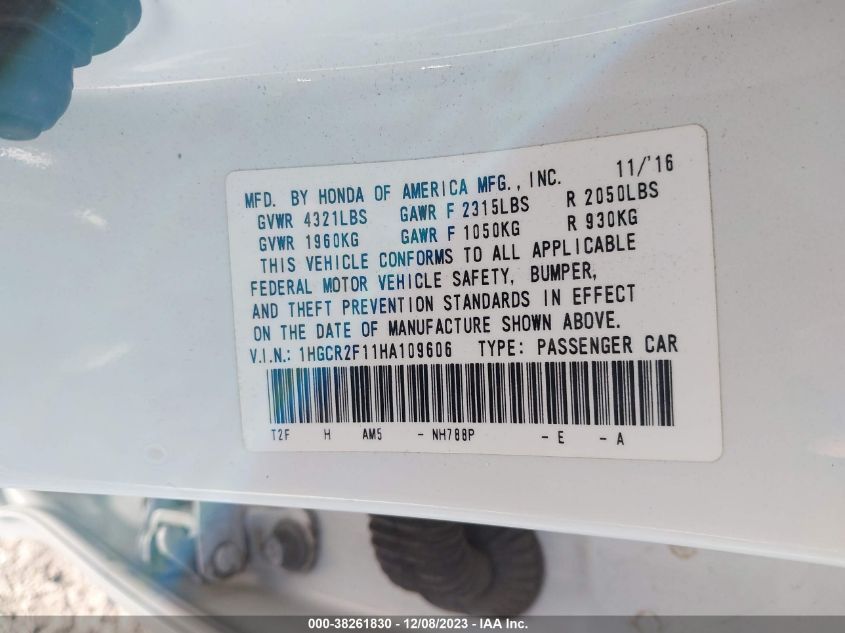 MFD. BY HONDA OF AMERICA MFG., INC. 11/'16
GVWR 4321LBS GAWR F 2315LBS R 2050LBS
GVWR 1960KG GAWR F 1050KG R 930KG
THIS VEHICLE CONFORMS TO ALL APPLICABLE
FEDERAL MOTOR VEHICLE SAFETY, BUMPER,
AND THEFT PREVENTION STANDARDS IN EFFECT
ON THE DATE OF MANUFACTURE SHOWN ABOVE.
V.I.N.: 1HGCR2F11HA109606 TYPE: PASSENGER CAR
T2F H AM5 - NH788P - E - A
000-38261830 - 12/08/2023 - IAA Inc.